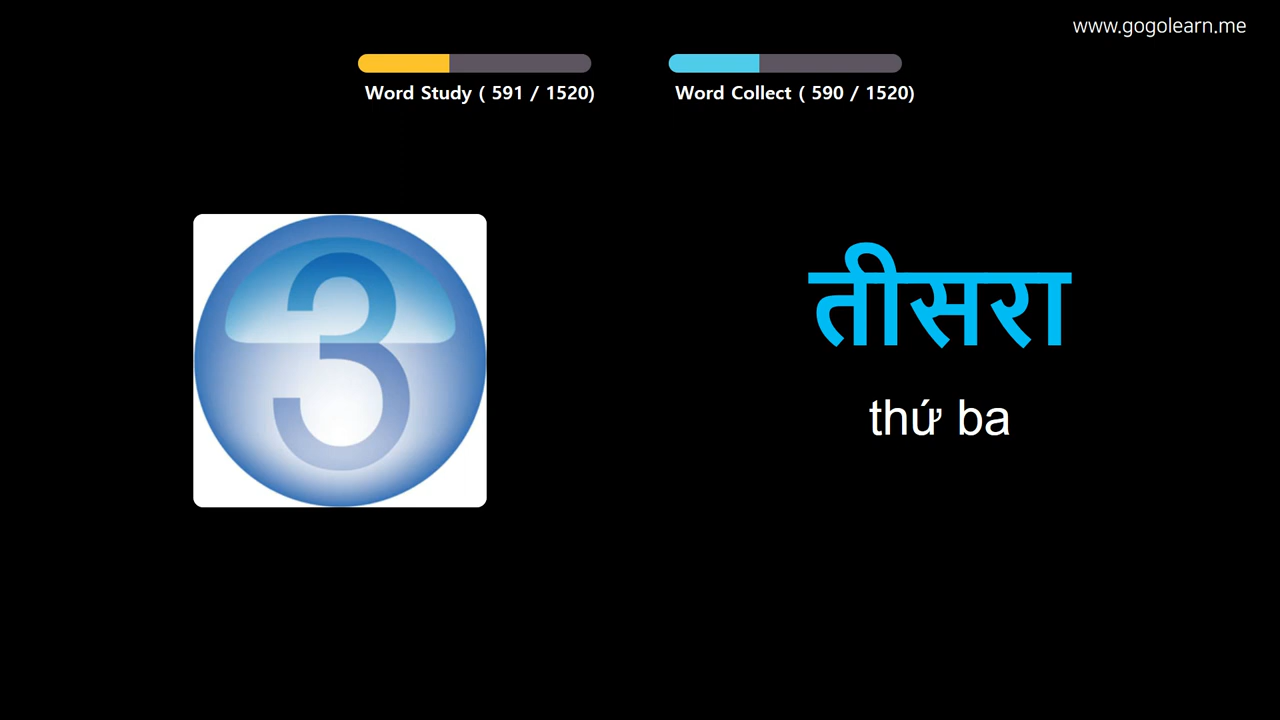 www.gogolearn.me
Word Study ( 591 / 1520)
Word Collect ( 590 / 1520)
3
तीसरा
thứ ba